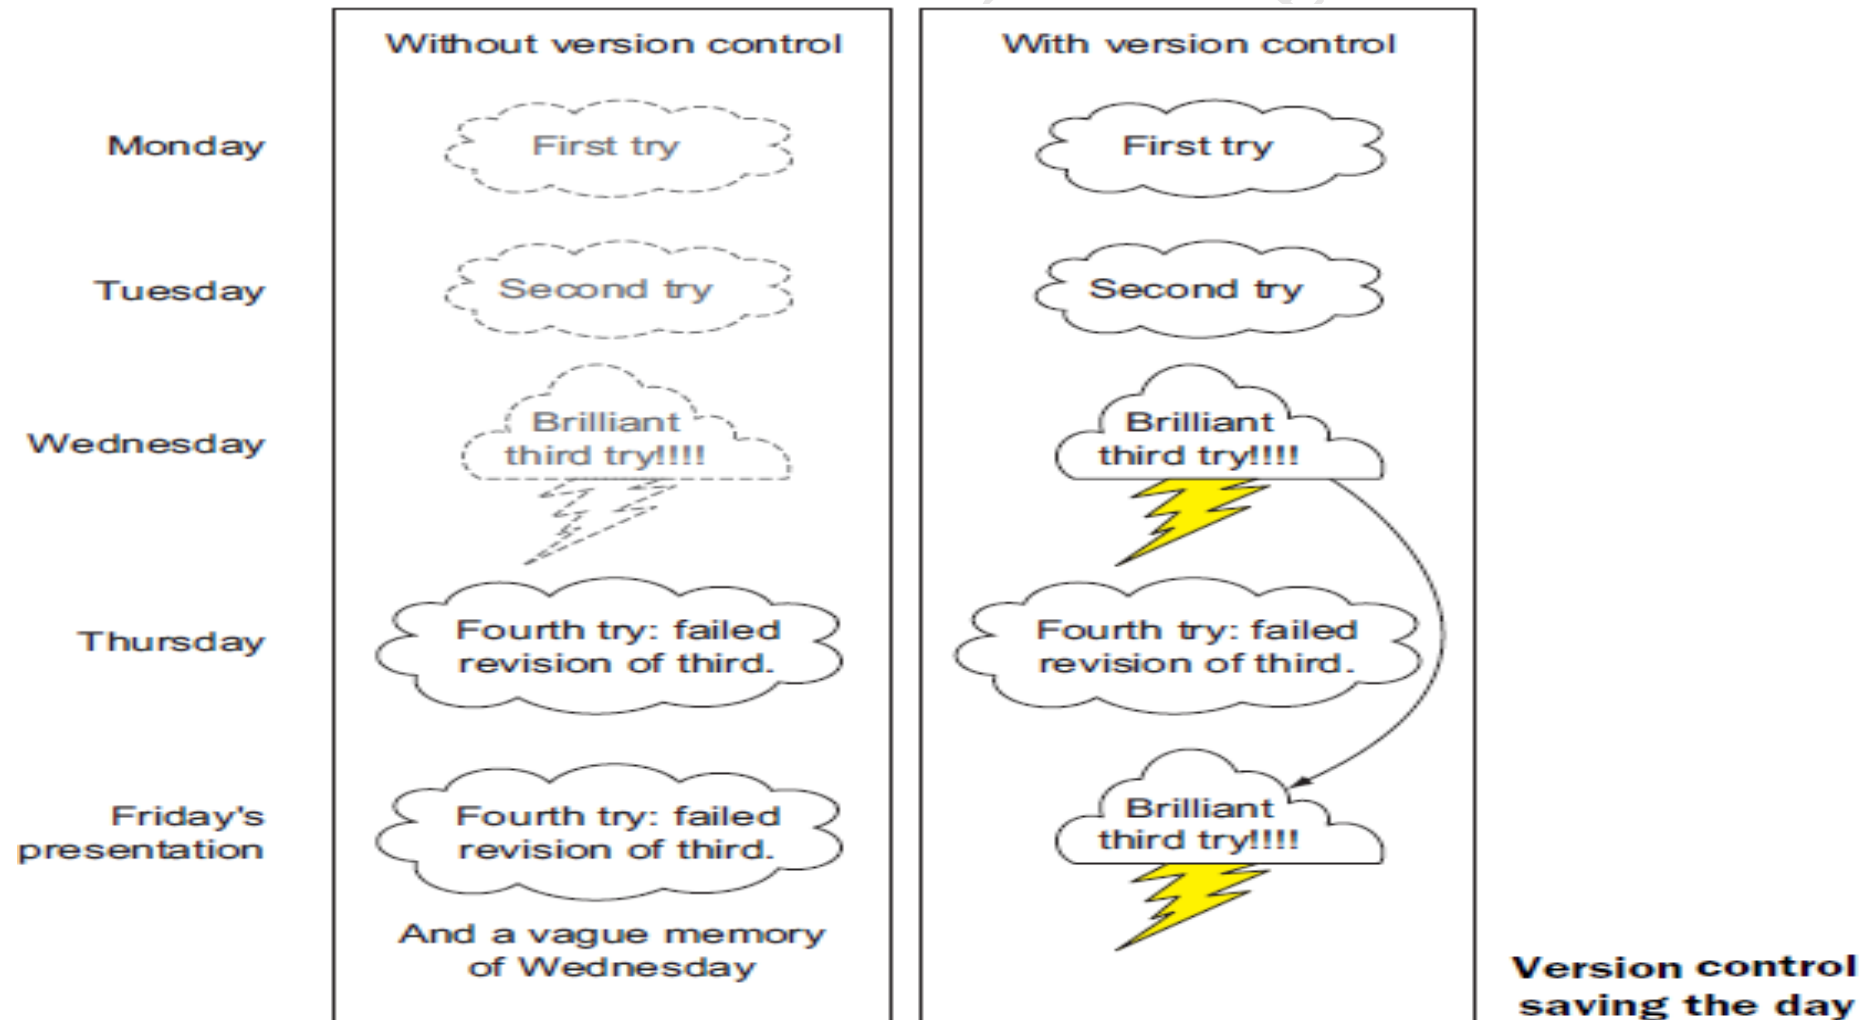 Without version control
With version control
Monday
First try
First try
Tuesday
Second try
Second try
Wednesday
Brilliant
third try!!!!
Brilliant
third try!!!!
Thursday
Fourth try: failed
revision of third.
Fourth try: failed
revision of third.
Friday's
presentation
Fourth try: failed
revision of third.
Brilliant
third try!!!!
And a vague memory
of Wednesday
Version control
saving the day